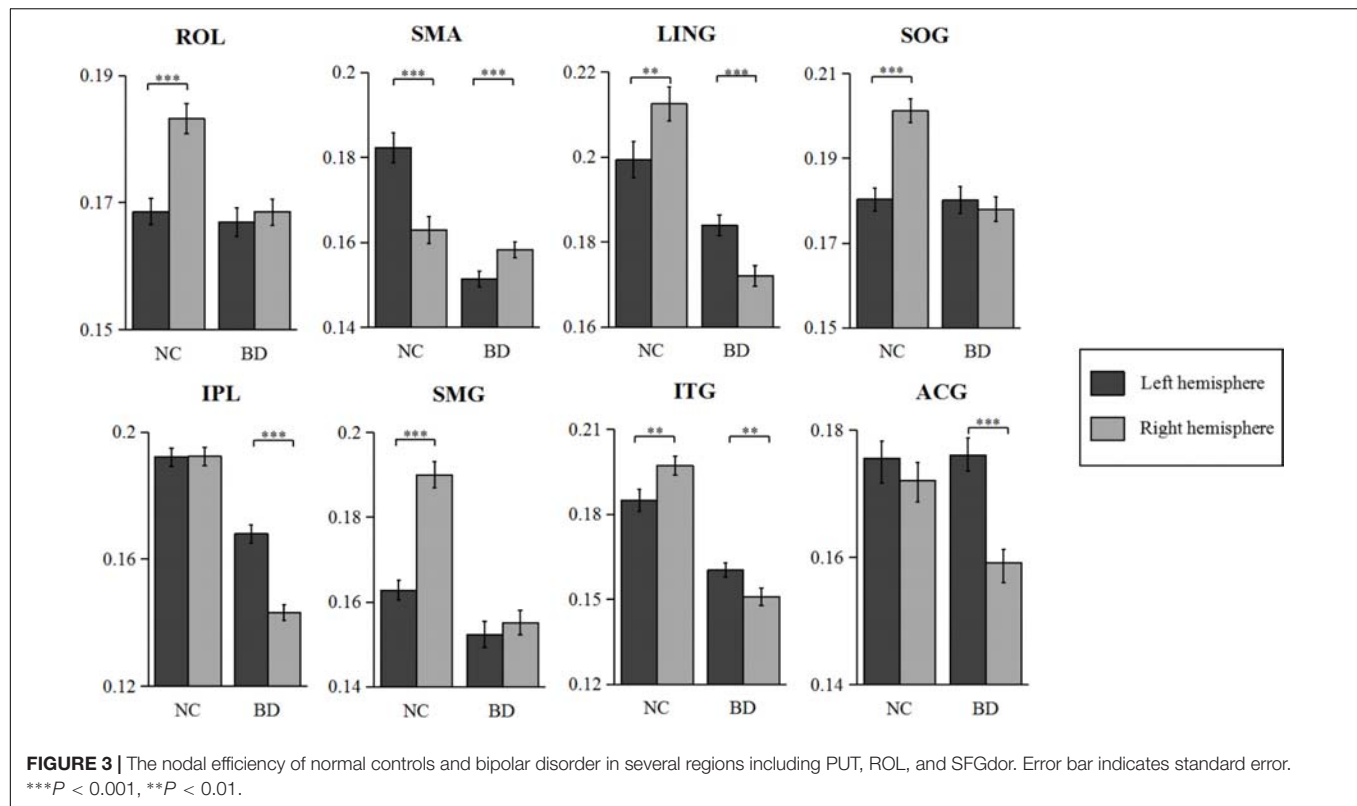 ROL
0.19
0.17
0.15
***
NC BD
SMA
0.2
0.18
0.16
0.14
*** ***
NC BD
LING
0.22
0.2
0.18
0.16
** ***
NC BD
SOG
0.21
0.19
0.17
0.15
***
NC BD
IPL
0.2
0.16
0.12
***
NC BD
SMG
0.2
0.18
0.16
0.14
***
NC BD
ITG
0.21
0.18
0.15
0.12
** **
NC BD
ACG
0.18
0.16
0.14
***
NC BD
Left hemisphere
Right hemisphere
FIGURE 3 | The nodal efficiency of normal controls and bipolar disorder in several regions including PUT, ROL, and SFGdor. Error bar indicates standard error.
***P < 0.001, **P < 0.01.